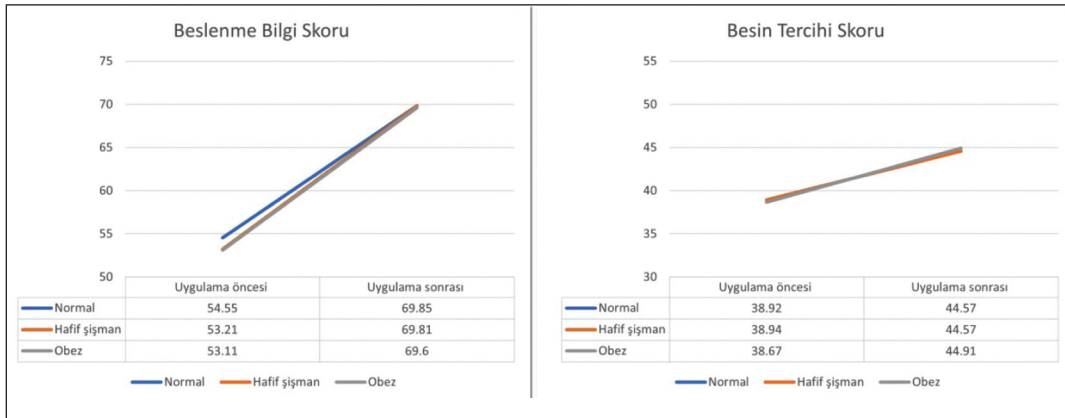 Beslenme Bilgi Skoru
75
70
65
60
55
50
Uygulama öncesi Uygulama sonrası
Normal 54.55 69.85
Hafif şişman 53.21 69.81
Obez 53.11 69.6
Normal Hafif şişman Obez
Besin Tercihi Skoru
55
50
45
40
35
30
Uygulama öncesi Uygulama sonrası
Normal 38.92 44.57
Hafif şişman 38.94 44.57
Obez 38.67 44.91
Normal Hafif şişman Obez